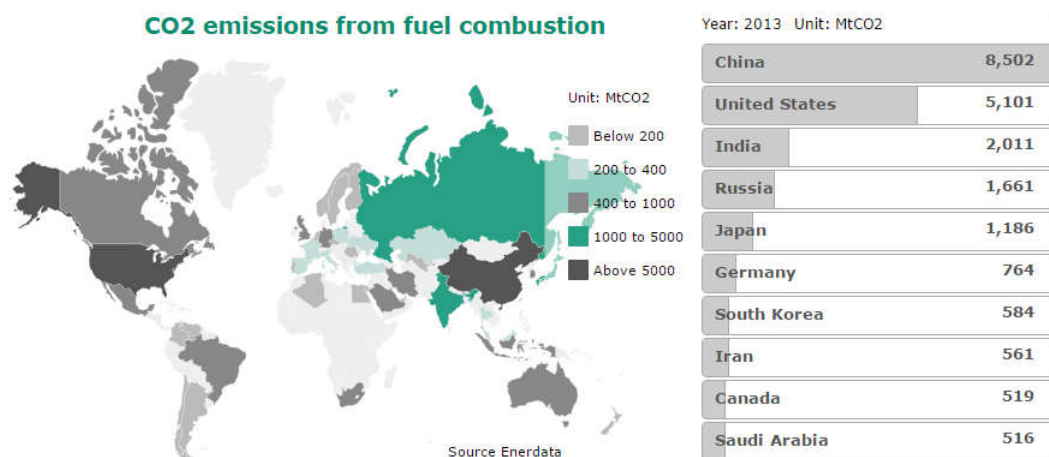 CO2 emissions from fuel combustion
Unit: MtCO2
Below 200
200 to 400
400 to 1000
1000 to 5000
Above 5000
Source Enerdata
Year: 2013 Unit: MtCO2
China 8,502
United States 5,101
India 2,011
Russia 1,661
Japan 1,186
Germany 764
South Korea 584
Iran 561
Canada 519
Saudi Arabia 516